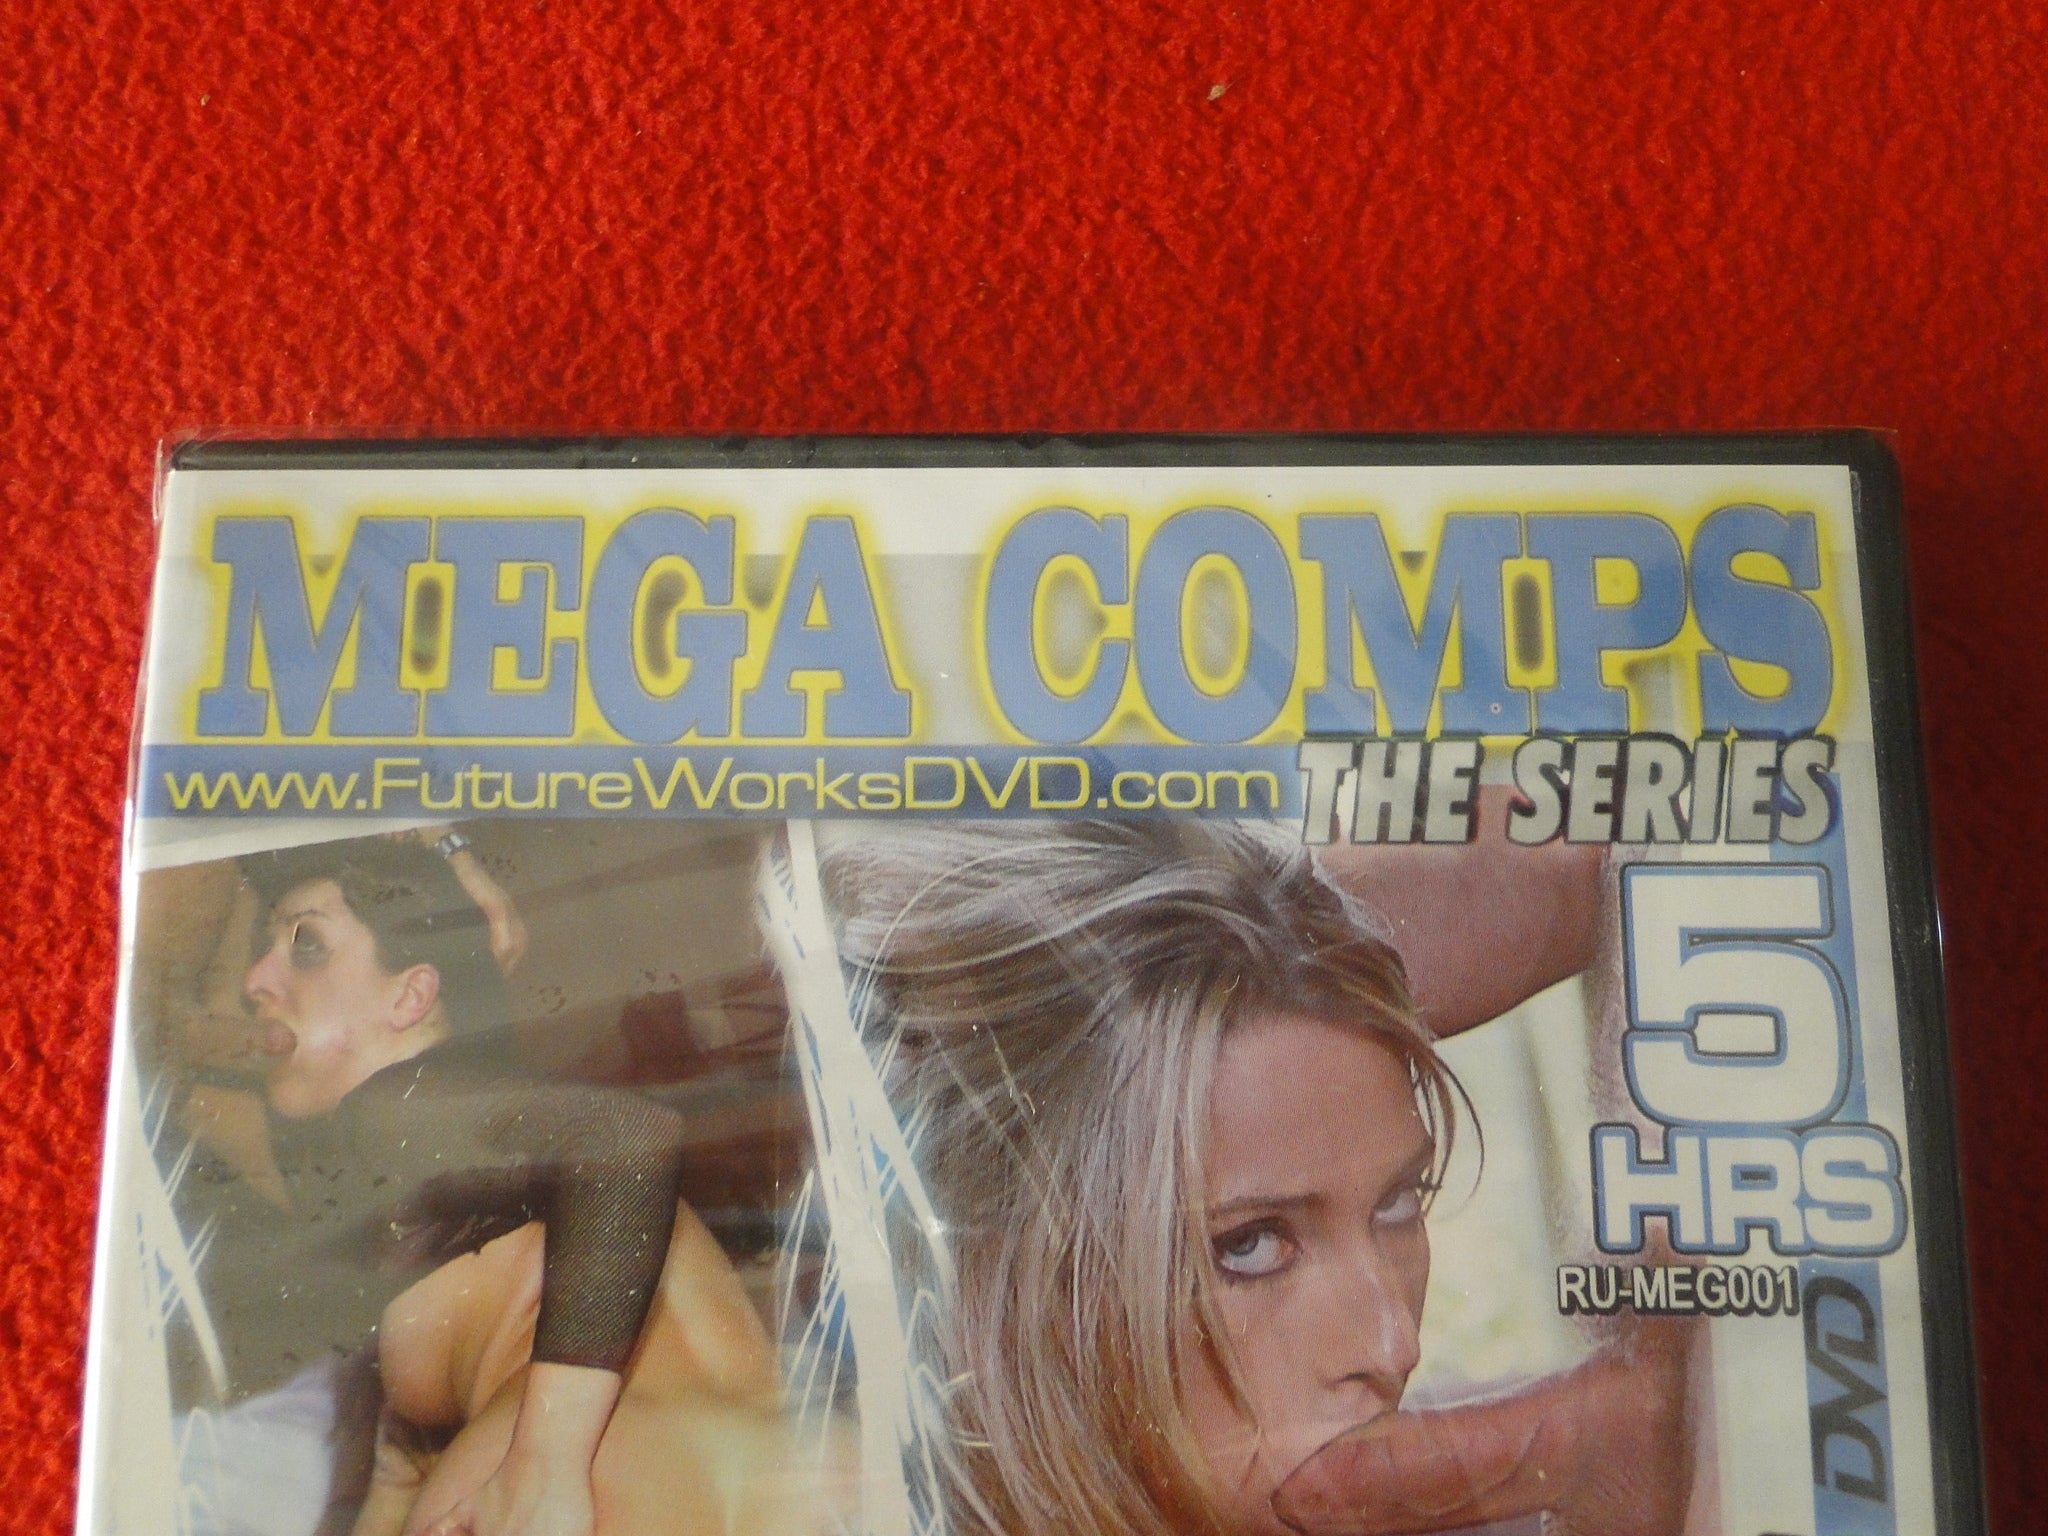 MEGA COMPS
www.FutureWorksDVD.com
THE SERIES
5
HRS
RU-MEG001
DVD